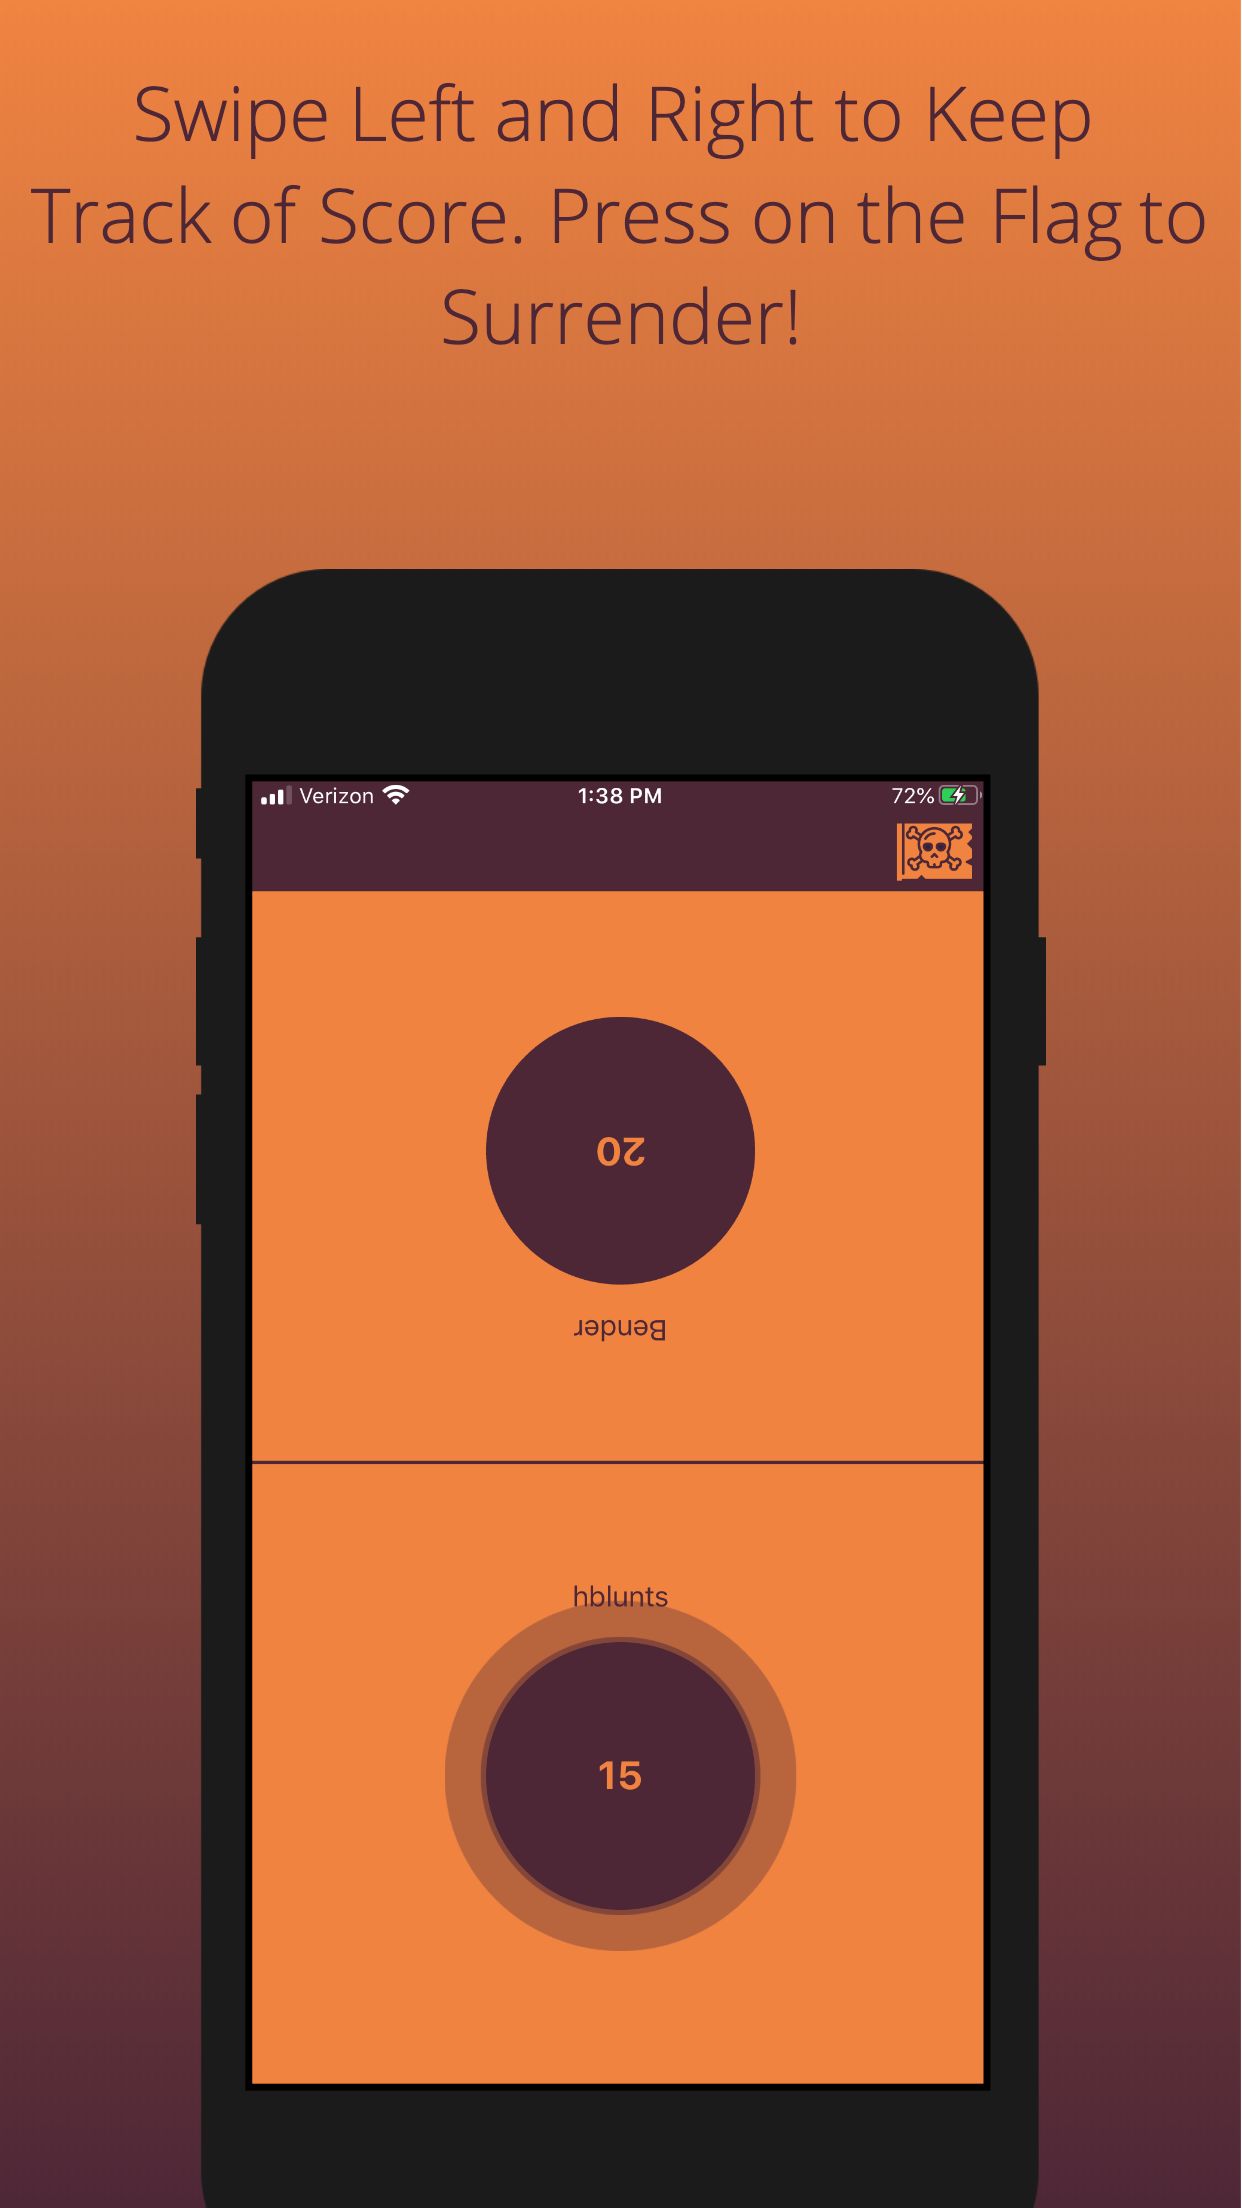 Swipe Left and Right to Keep
Track of Score. Press on the Flag to
Surrender!
Verizon 1:38 PM 72%
20
Bender
hblunts
15